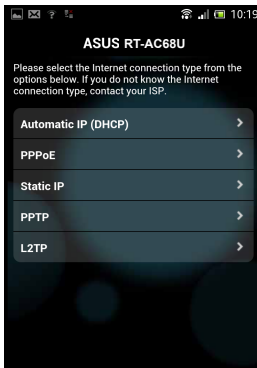 10:19
ASUS RT-AC68U
Please select the Internet connection type from the
options below. If you do not know the Internet
connection type, contact your ISP.
Automatic IP (DHCP)
PPPoE
Static IP
PPTP
L2TP